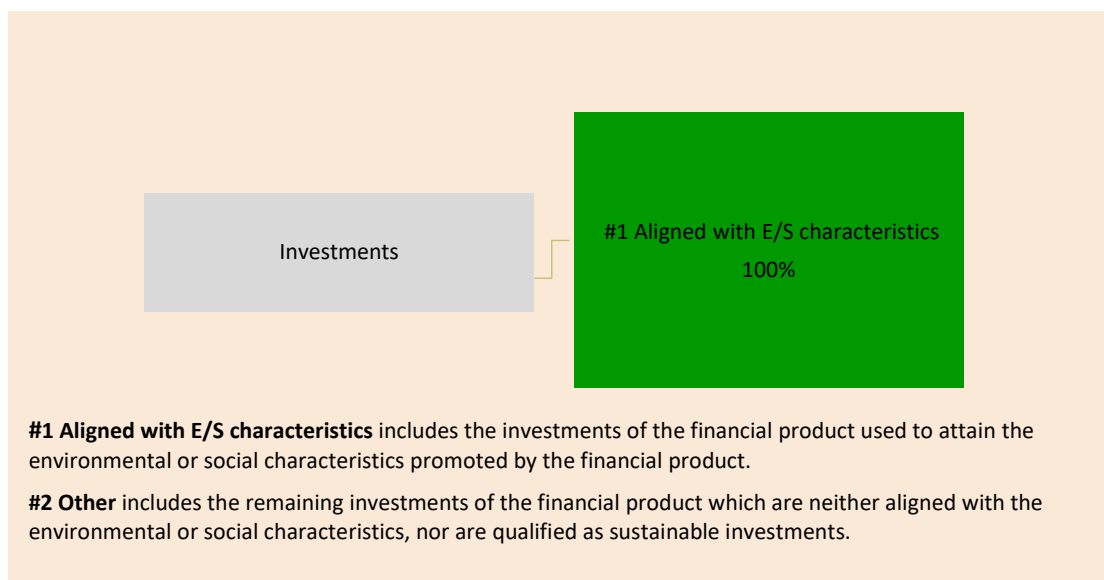 Investments
#1 Aligned with E/S characteristics
100%
#1 Aligned with E/S characteristics includes the investments of the financial product used to attain the
environmental or social characteristics promoted by the financial product.
#2 Other includes the remaining investments of the financial product which are neither aligned with the
environmental or social characteristics, nor are qualified as sustainable investments.